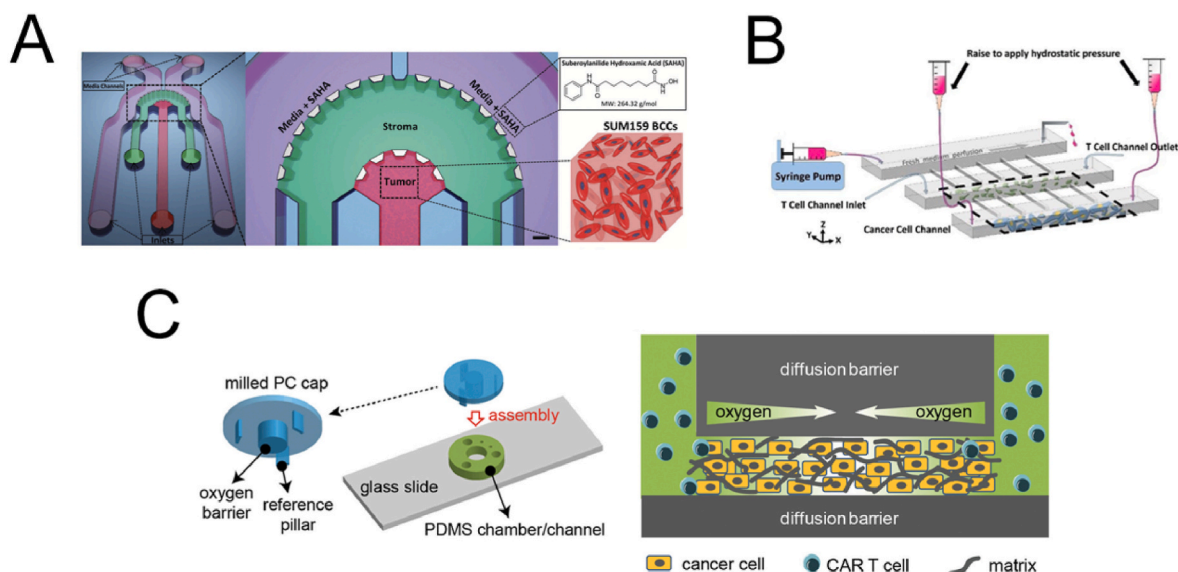 A
Media Channels
Inlets
Media + SAHA
Media + SAHA
Stroma
Tumor
Suberoylanilide Hydroxamic Acid (SAHA)
H
N
O
O
N
H
OH
MW: 264.32 g/mol
SUM159 BCCs
B
Raise to apply hydrostatic pressure
Fresh medium perfusion
T Cell Channel Outlet
Syringe Pump
T Cell Channel Inlet
Cancer Cell Channel
Z
Y
X
C
milled PC cap
assembly
oxygen
barrier
reference
pillar
glass slide
PDMS chamber/channel
diffusion barrier
oxygen
oxygen
diffusion barrier
cancer cell
CAR T cell
matrix